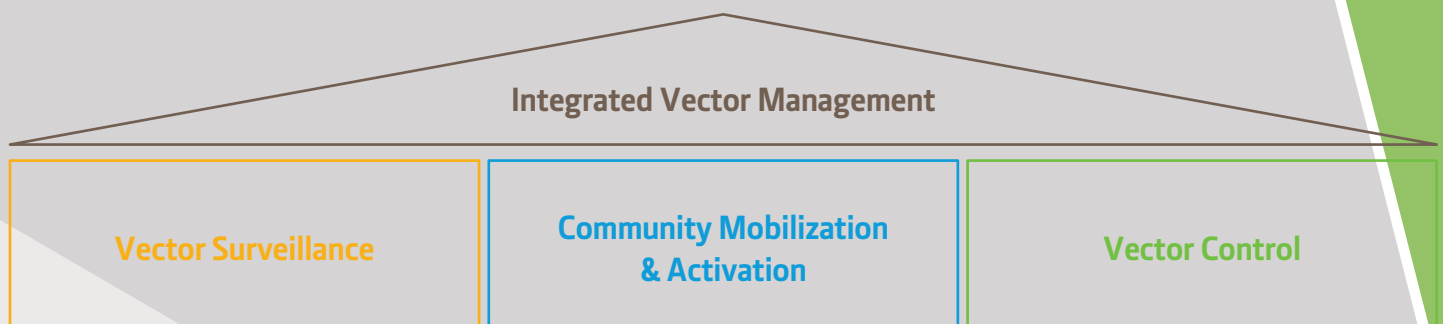 Integrated Vector Management
Vector Surveillance
Community Mobilization
& Activation
Vector Control